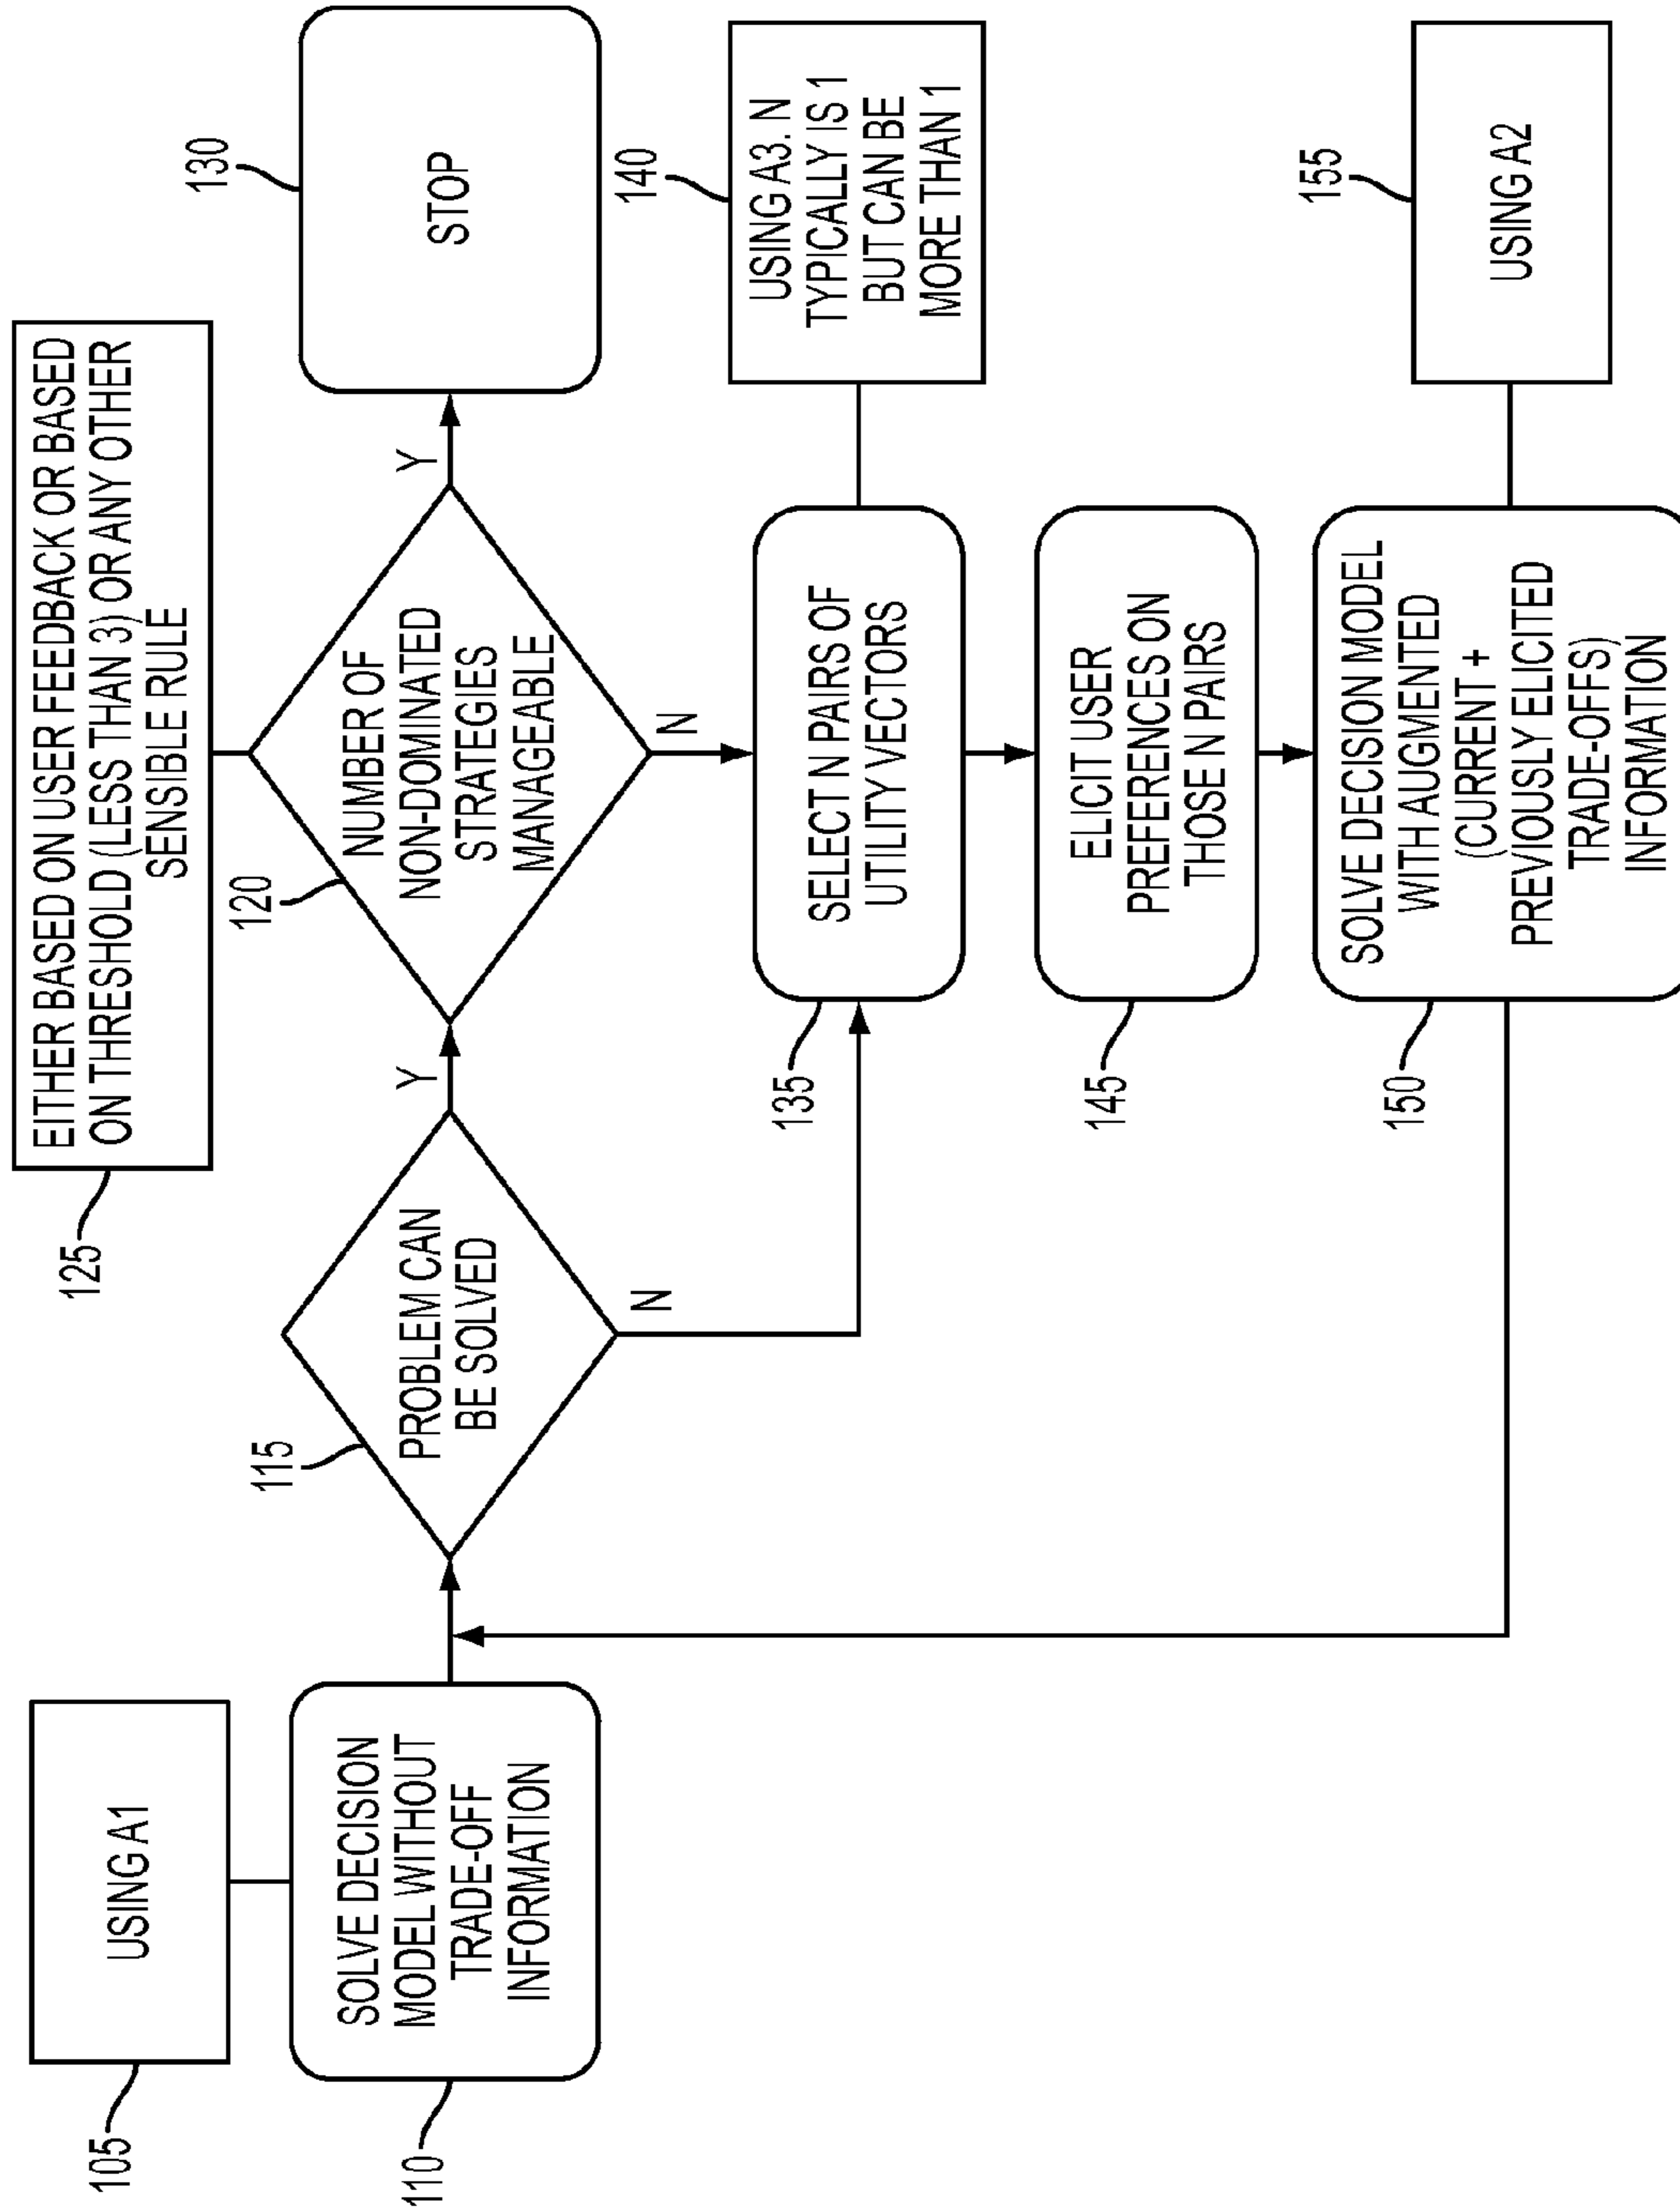 105
USING A1
110
SOLVE DECISION
MODEL WITHOUT
TRADE-OFF
INFORMATION
115
PROBLEM CAN
BE SOLVED
Y
N
125
EITHER BASED ON USER FEEDBACK OR BASED
ON THRESHOLD (LESS THAN 3) OR ANY OTHER
SENSIBLE RULE
120
NUMBER OF
NON-DOMINATED
STRATEGIES
MANAGEABLE
Y
N
130
STOP
135
SELECT N PAIRS OF
UTILITY VECTORS
140
USING A3. N
TYPICALLY IS 1
BUT CAN BE
MORE THAN 1
145
ELICIT USER
PREFERENCES ON
THOSE N PAIRS
150
SOLVE DECISION MODEL
WITH AUGMENTED
(CURRENT +
PREVIOUSLY ELICITED
TRADE-OFFS)
INFORMATION
155
USING A2